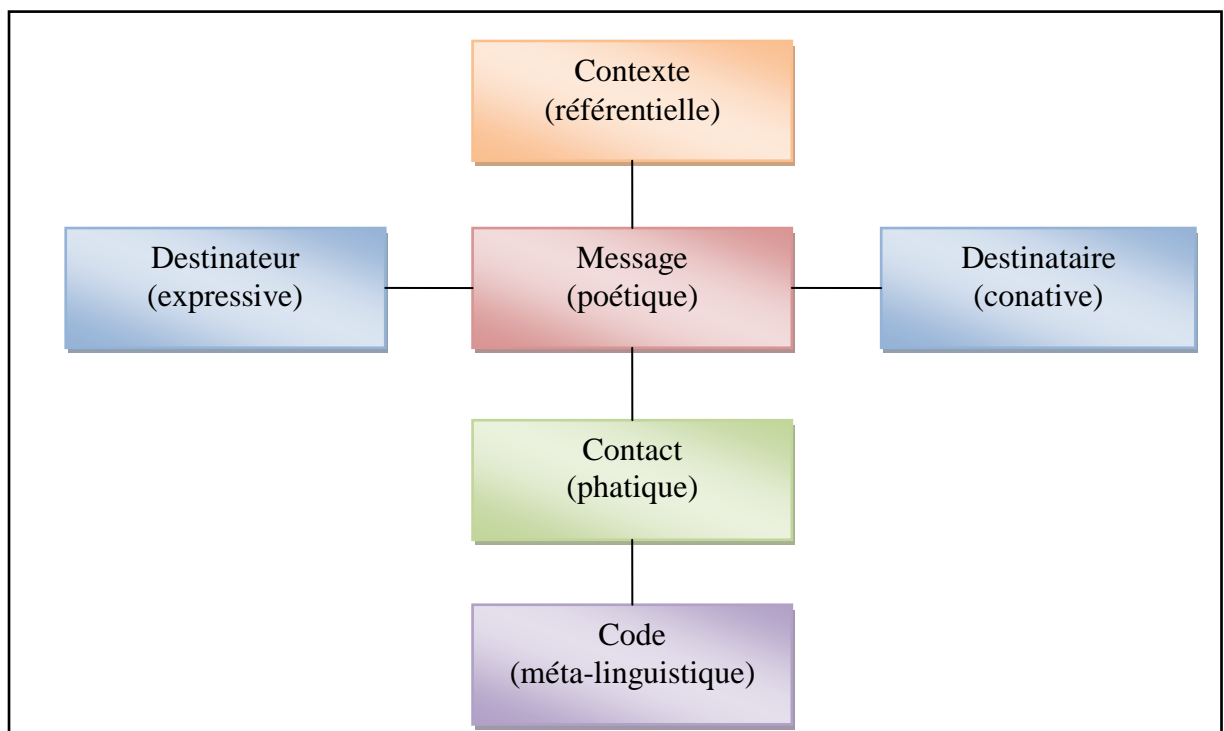 Contexte
(référentielle)
Destinateur
(expressive)
Message
(poétique)
Destinataire
(conative)
Contact
(phatique)
Code
(méta-linguistique)